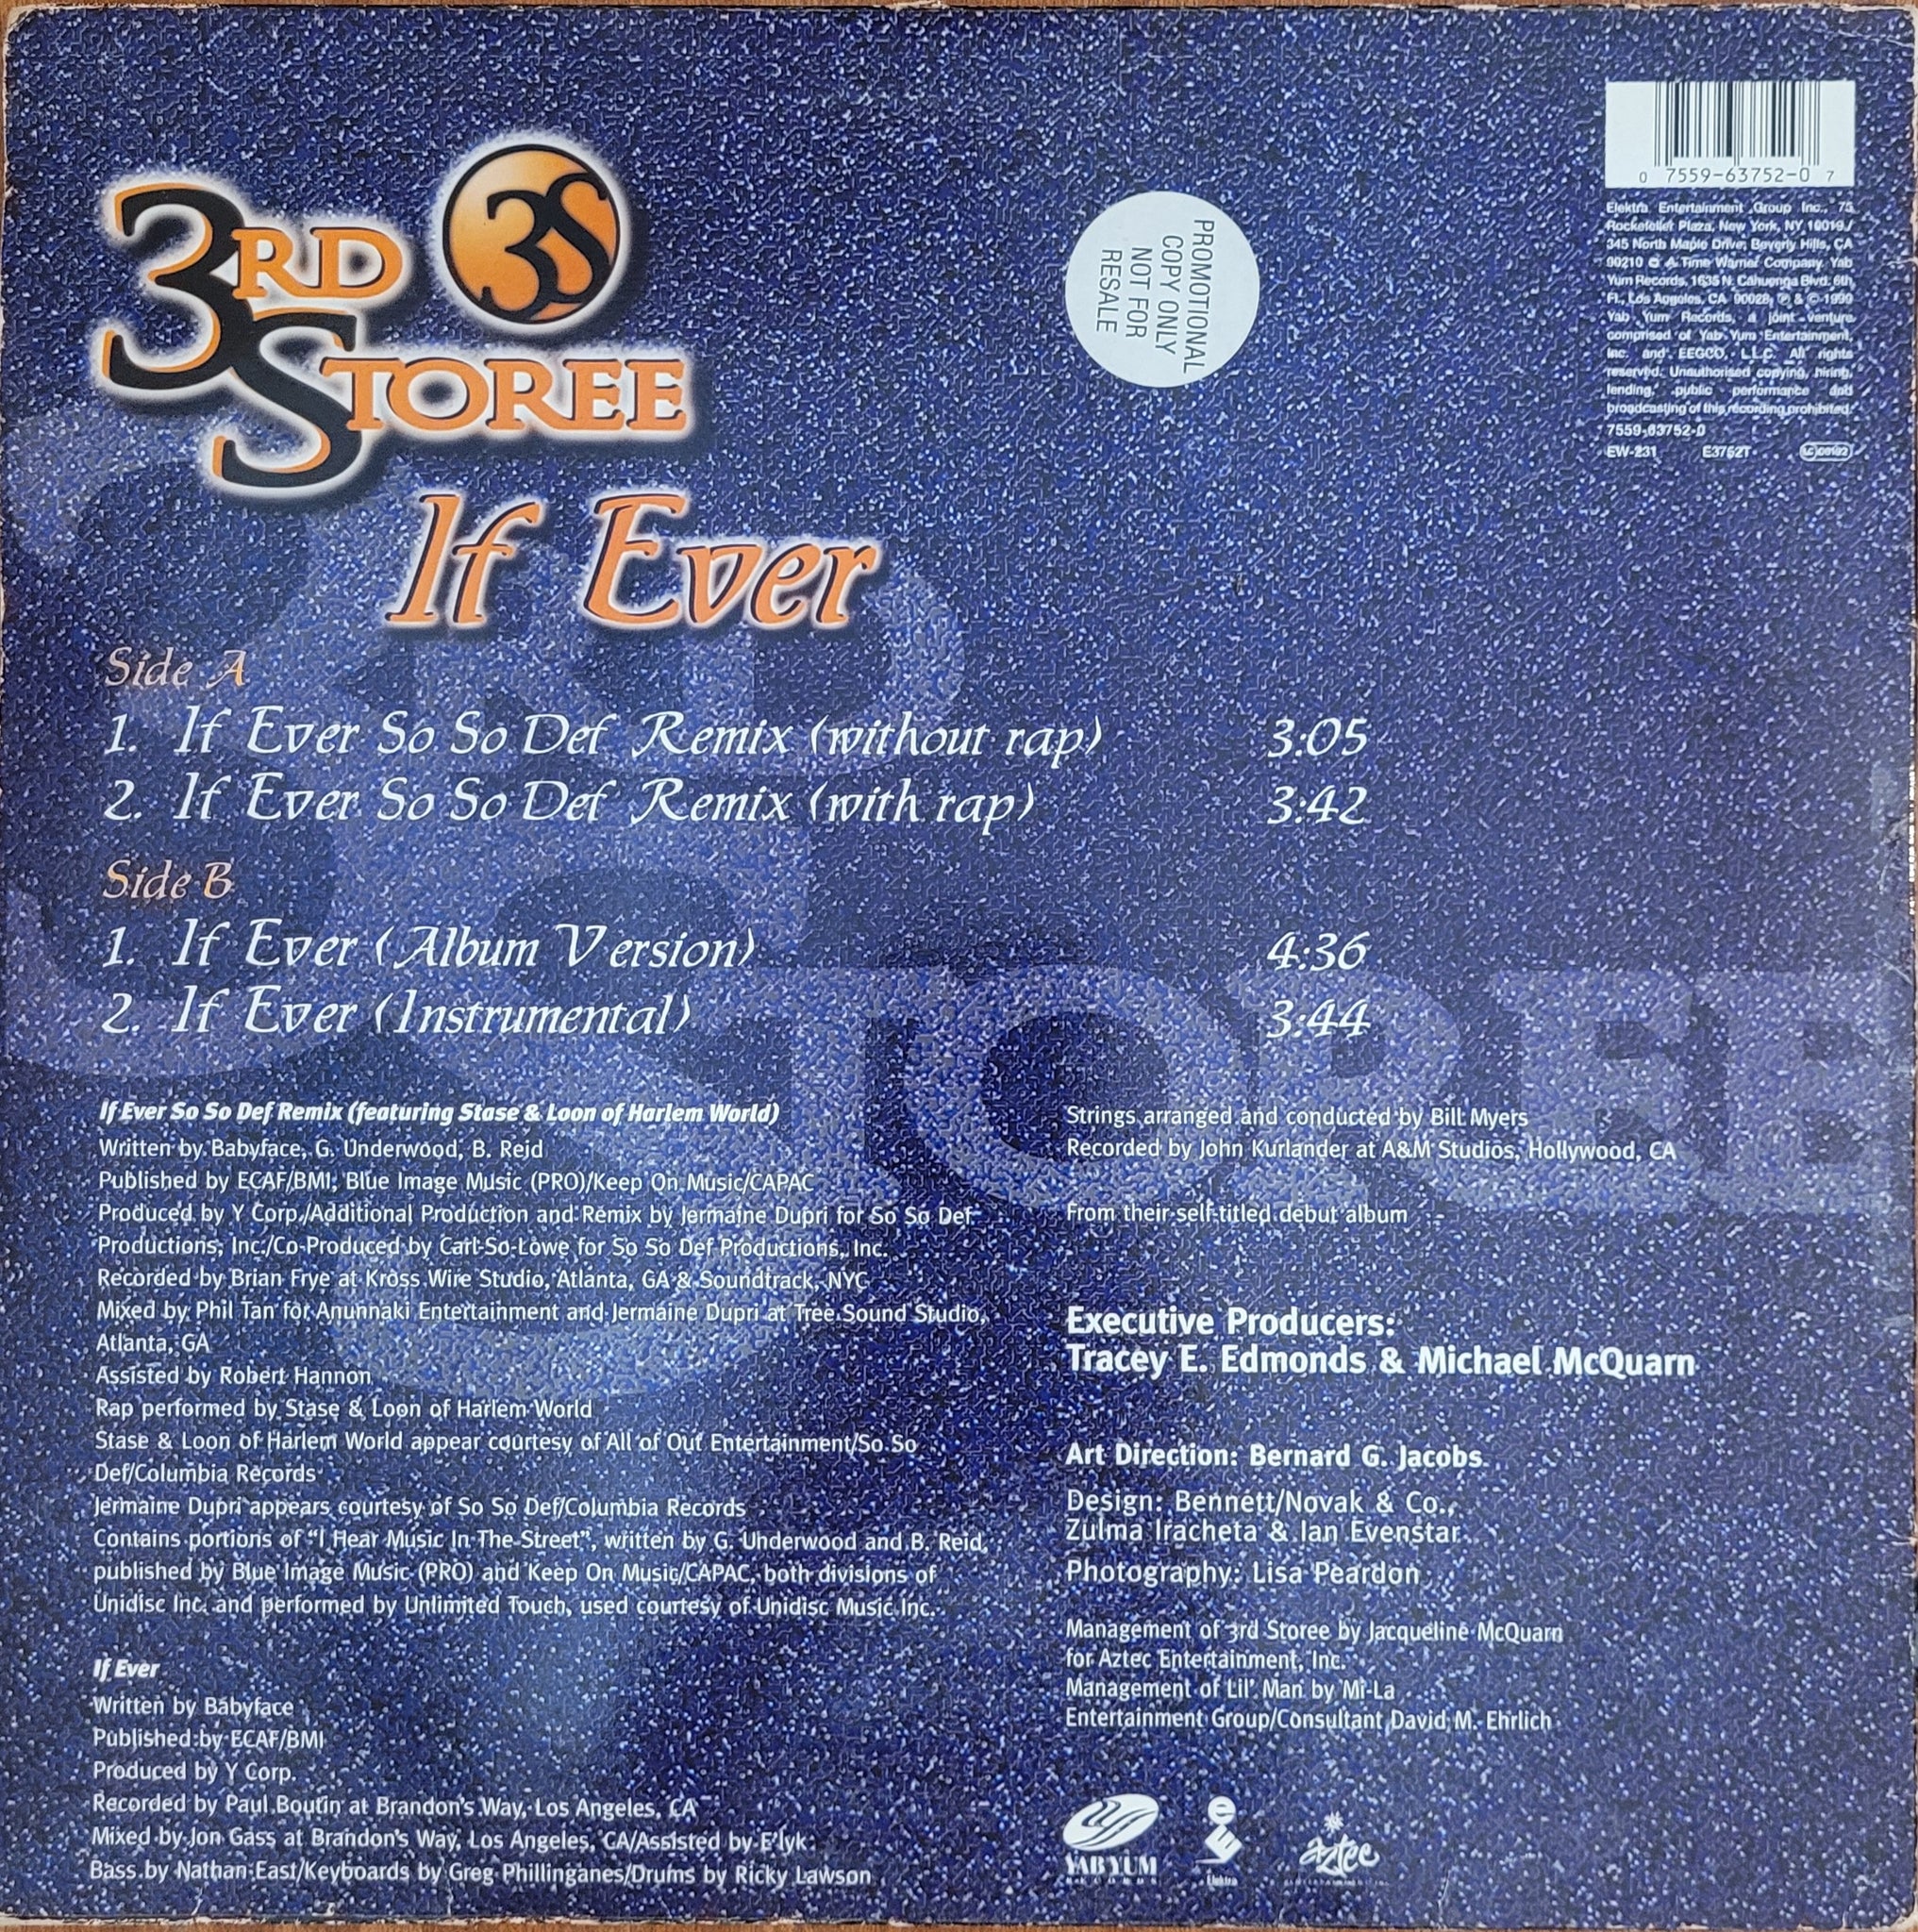 3RD
STOREE
3S
If Ever
Side A
1. If Ever So So Def Remix (without rap) 3:05
2. If Ever So So Def Remix (with rap) 3:42
Side B
1. If Ever (Album Version) 4:36
2. If Ever (Instrumental) 3:44
If Ever So So Def Remix (featuring Stase & Loon of Harlem World)
Written by Babyface, G. Underwood, B. Reid
Published by ECAF/BMI; Blue Image Music (PRO)/Keep On Music/CAPAC
Produced by Y Corp./Additional Production and Remix by Jermaine Dupri for So So Def
Productions, Inc./Co-Produced by Carl-So-Lowe for So So Def Productions, Inc.
Recorded by Brian Frye at Kross Wire Studio, Atlanta, GA & Soundtrack, NYC
Mixed by Phil Tan for Anunnaki Entertainment and Jermaine Dupri at Tree Sound Studio,
Atlanta, GA
Assisted by Robert Hannon
Rap performed by Stase & Loon of Harlem World
Stase & Loon of Harlem World appear courtesy of All of Out Entertainment/So So
Def/Columbia Records
Jermaine Dupri appears courtesy of So So Def/Columbia Records
Contains portions of "I Hear Music In The Street", written by G. Underwood and B. Reid,
published by Blue Image Music (PRO) and Keep On Music/CAPAC, both divisions of
Unidisc Inc. and performed by Unlimited Touch, used courtesy of Unidisc Music Inc.
If Ever
Written by Babyface
Published by ECAF/BMI
Produced by Y Corp.
Recorded by Paul Boutin at Brandon's Way, Los Angeles, CA
Mixed by Jon Gass at Brandon's Way, Los Angeles, CA/Assisted by E'lyk
Bass by Nathan East/Keyboards by Greg Phillinganes/Drums by Ricky Lawson
PROMOTIONAL
COPY ONLY
NOT FOR
RESALE
0 7559-63752-0 7
Elektra Entertainment Group Inc., 75
Rockefeller Plaza, New York, NY 10019/
345 North Maple Drive, Beverly Hills, CA
90210 A Time Warner Company. Yab
Yum Records, 1635 N. Cahuenga Blvd. 6th
Fl., Los Angeles, CA 90028, ℗ & © 1999
Yab Yum Records, a joint venture
comprised of Yab Yum Entertainment,
Inc. and EEGCO, L.L.C. All rights
reserved. Unauthorised copying, hiring,
lending, public performance and
broadcasting of this recording prohibited.
7559-63752-0
EW-231 E3752T
Strings arranged and conducted by Bill Myers
Recorded by John Kurlander at A&M Studios, Hollywood, CA
From their self-titled debut album
Executive Producers:
Tracey E. Edmonds & Michael McQuarn
Art Direction: Bernard G. Jacobs
Design: Bennett/Novak & Co.,
Zulma Iracheta & Ian Evenstar
Photography: Lisa Peardon
Management of 3rd Storee by Jacqueline McQuarn
for Aztec Entertainment, Inc.
Management of Lil' Man by Mi-La
Entertainment Group/Consultant David M. Ehrlich
YAB YUM
RECORDS
ew
Elektra
aztec